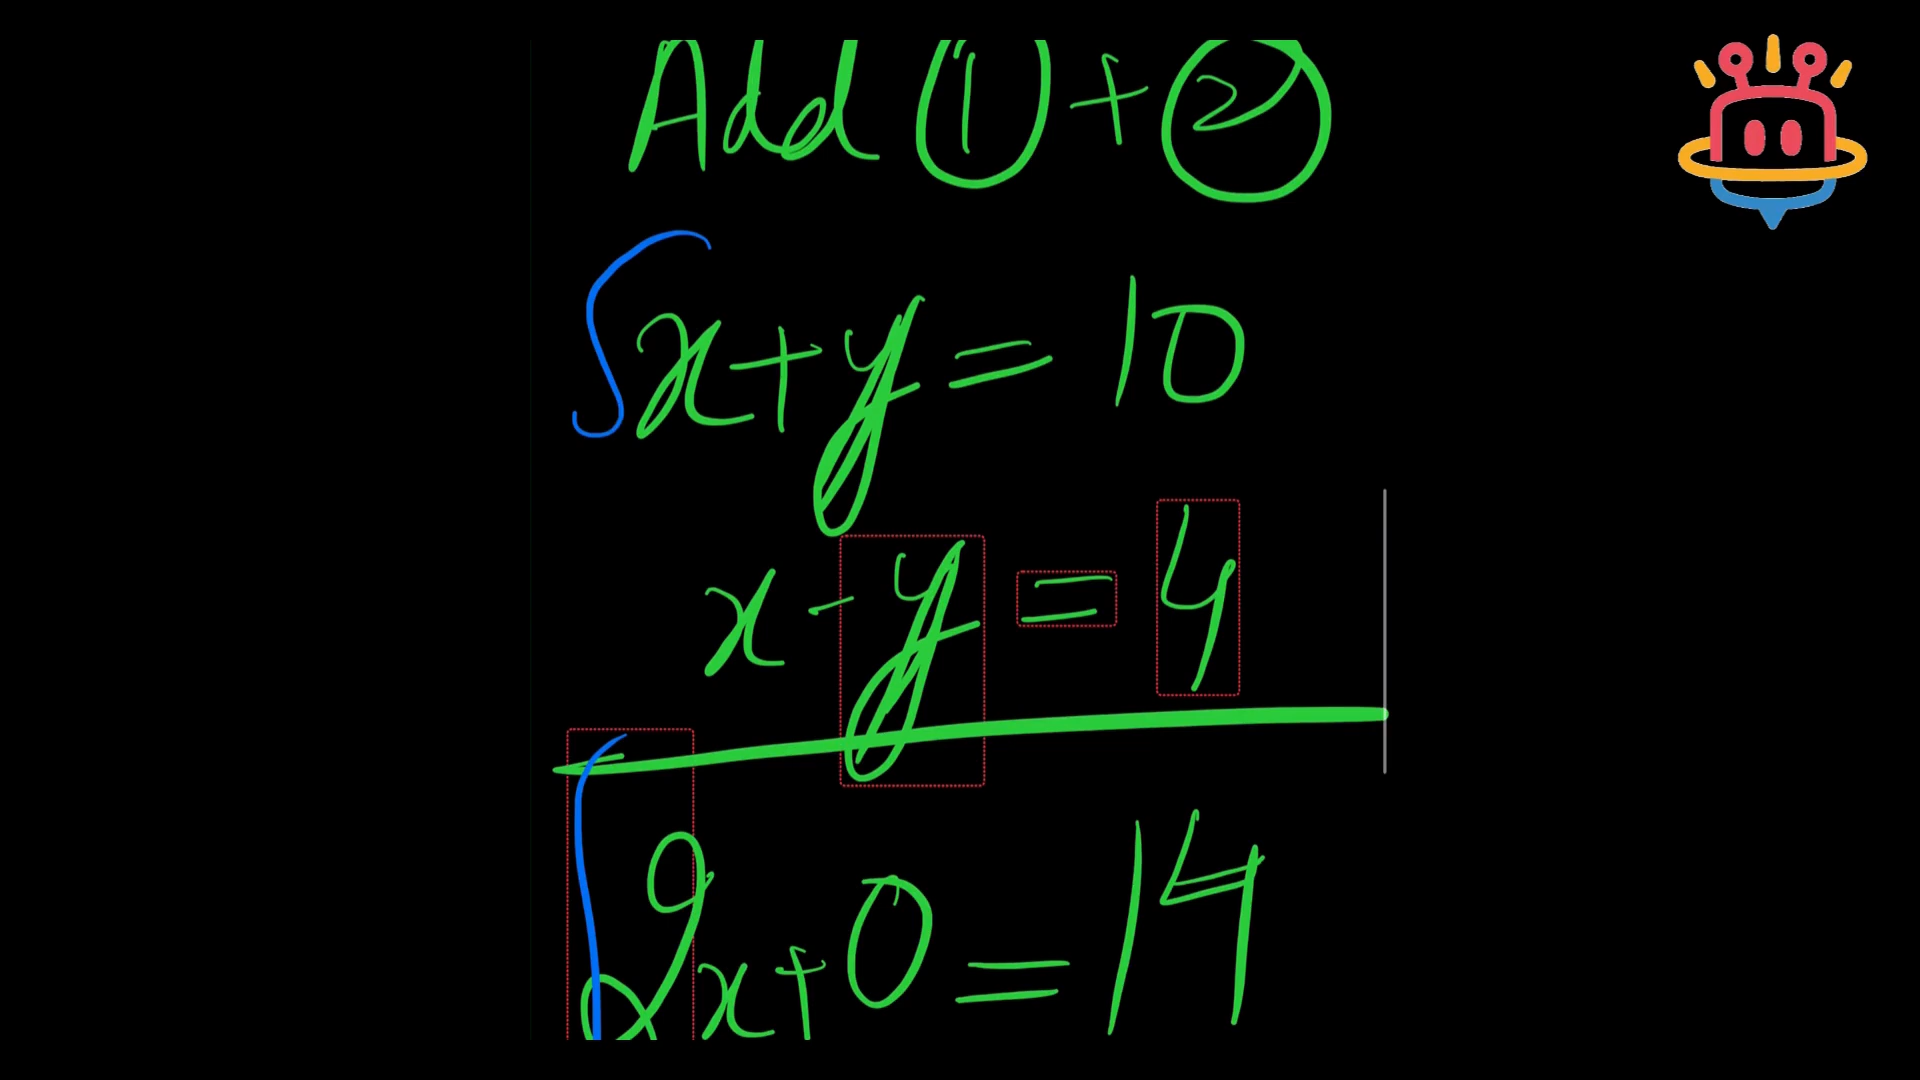 Add ① + ②
∫x + y = 10
x - y = 4
∫2x + 0 = 14